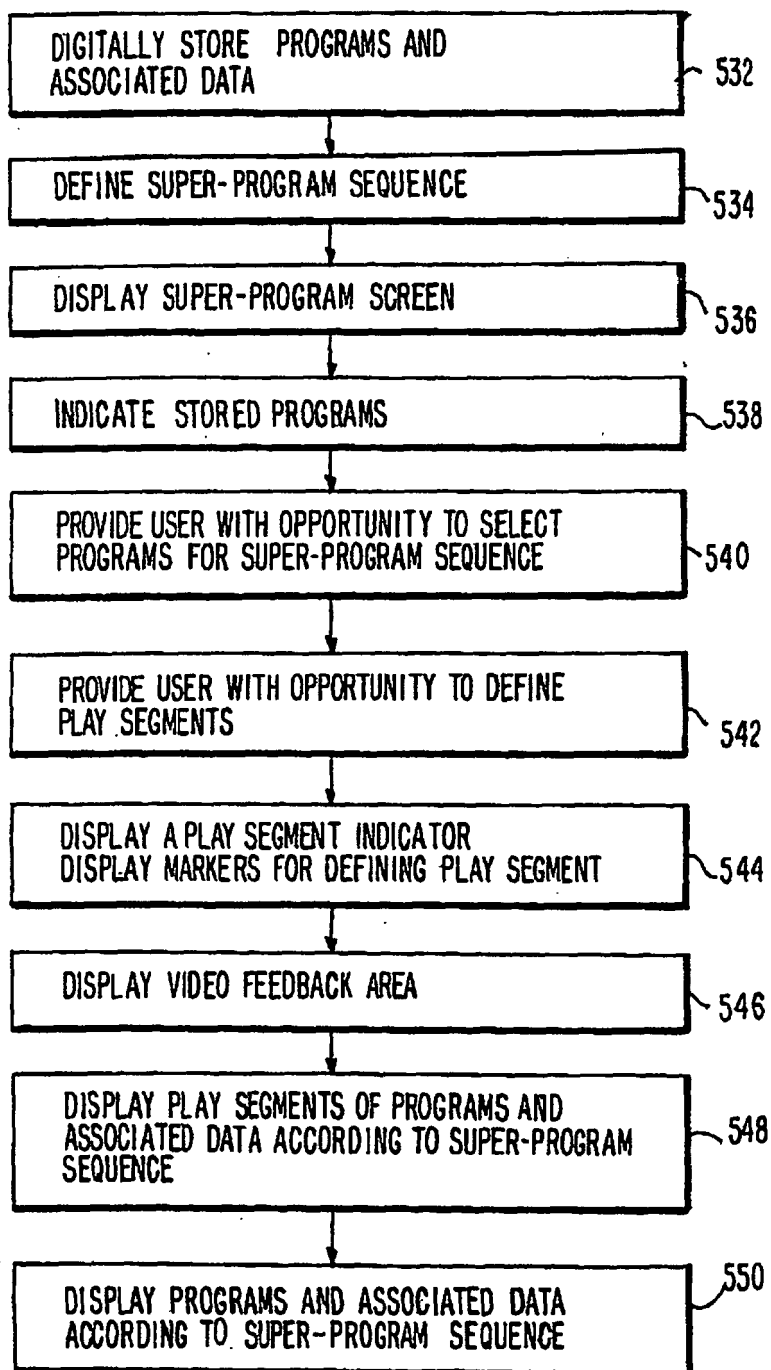 DIGITALLY STORE PROGRAMS AND
ASSOCIATED DATA
532
DEFINE SUPER-PROGRAM SEQUENCE
534
DISPLAY SUPER-PROGRAM SCREEN
536
INDICATE STORED PROGRAMS
538
PROVIDE USER WITH OPPORTUNITY TO SELECT
PROGRAMS FOR SUPER-PROGRAM SEQUENCE
540
PROVIDE USER WITH OPPORTUNITY TO DEFINE
PLAY SEGMENTS
542
DISPLAY A PLAY SEGMENT INDICATOR
DISPLAY MARKERS FOR DEFINING PLAY SEGMENT
544
DISPLAY VIDEO FEEDBACK AREA
546
DISPLAY PLAY SEGMENTS OF PROGRAMS AND
ASSOCIATED DATA ACCORDING TO SUPER-PROGRAM
SEQUENCE
548
DISPLAY PROGRAMS AND ASSOCIATED DATA
ACCORDING TO SUPER-PROGRAM SEQUENCE
550